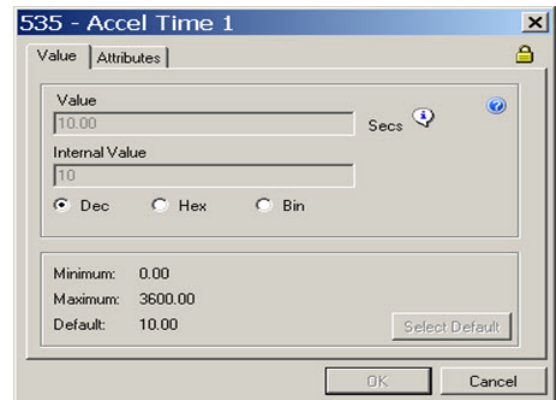 535 - Accel Time 1
Value Attributes
Value
10.00 Secs
Internal Value
10
Dec Hex Bin
Minimum: 0.00
Maximum: 3600.00
Default: 10.00 Select Default
OK Cancel